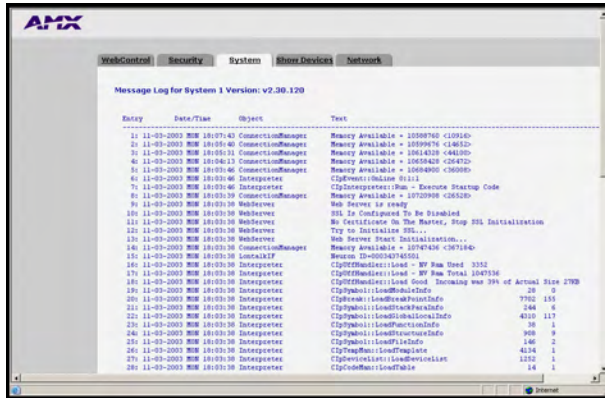 AMX
WebControl Security System Show Devices Network
Message Log for System 1 Version: v2.30.120
Entry Date/Time Object Text
1: 11-03-2003 MON 18:07:43 ConnectionManager Memory Available = 10588760 <10916>
2: 11-03-2003 MON 18:05:40 ConnectionManager Memory Available = 10599676 <14652>
3: 11-03-2003 MON 18:05:31 ConnectionManager Memory Available = 10614328 <44100>
4: 11-03-2003 MON 18:04:13 ConnectionManager Memory Available = 10658428 <26472>
5: 11-03-2003 MON 18:03:46 ConnectionManager Memory Available = 10684900 <36008>
6: 11-03-2003 MON 18:03:46 Interpreter CIpEvent::OnLine 0:1:1
7: 11-03-2003 MON 18:03:46 Interpreter CIpInterpreter::Run - Execute Startup Code
8: 11-03-2003 MON 18:03:39 ConnectionManager Memory Available = 10720908 <26528>
9: 11-03-2003 MON 18:03:38 WebServer Web Server is ready
10: 11-03-2003 MON 18:03:38 WebServer SSL Is Configured To Be Disabled
11: 11-03-2003 MON 18:03:38 WebServer No Certificate On The Master, Stop SSL Initialization
12: 11-03-2003 MON 18:03:38 WebServer Try to Initialize SSL...
13: 11-03-2003 MON 18:03:38 WebServer Web Server Start Initialization...
14: 11-03-2003 MON 18:03:38 ConnectionManager Memory Available = 10747436 <367184>
15: 11-03-2003 MON 18:03:38 LontalkIF Neuron ID=000343745501
16: 11-03-2003 MON 18:03:38 Interpreter CIpUffHandler::Load - NV Ram Used 3352
17: 11-03-2003 MON 18:03:38 Interpreter CIpUffHandler::Load - NV Ram Total 1047536
18: 11-03-2003 MON 18:03:38 Interpreter CIpUffHandler::Load Good Incoming was 39% of Actual Size 27KB
19: 11-03-2003 MON 18:03:38 Interpreter CIpSymbol::LoadModuleInfo 28 0
20: 11-03-2003 MON 18:03:38 Interpreter CIpBreak::LoadBreakPointInfo 7702 155
21: 11-03-2003 MON 18:03:38 Interpreter CIpSymbol::LoadStackParaInfo 244 6
22: 11-03-2003 MON 18:03:38 Interpreter CIpSymbol::LoadGlobalLocalInfo 4310 117
23: 11-03-2003 MON 18:03:38 Interpreter CIpSymbol::LoadFunctionInfo 38 1
24: 11-03-2003 MON 18:03:38 Interpreter CIpSymbol::LoadStructureInfo 908 9
25: 11-03-2003 MON 18:03:38 Interpreter CIpSymbol::LoadFileInfo 146 2
26: 11-03-2003 MON 18:03:38 Interpreter CIpTempMan::LoadTemplate 4134 1
27: 11-03-2003 MON 18:03:38 Interpreter CIpDeviceList::LoadDeviceList 1252 1
28: 11-03-2003 MON 18:03:38 Interpreter CIpCodeMan::LoadTable 14 1
Internet